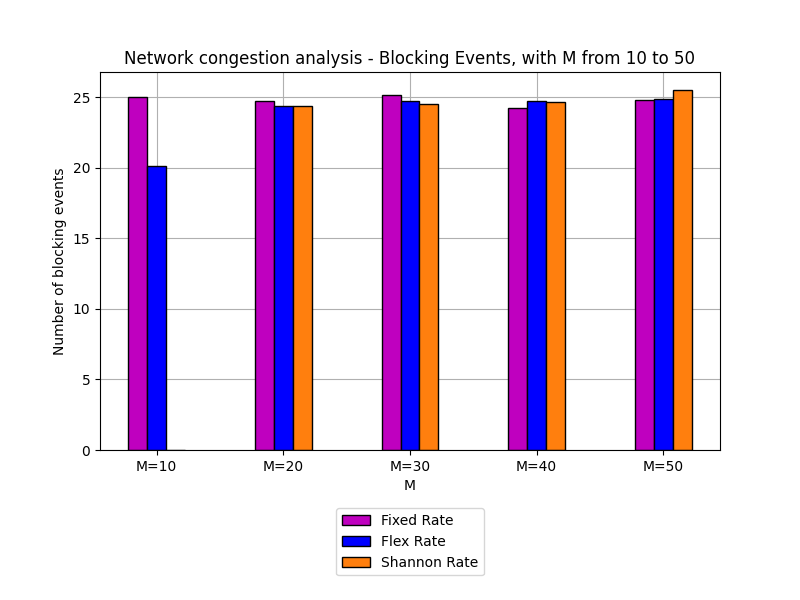 Network congestion analysis - Blocking Events, with M from 10 to 50
Number of blocking events
25
20
15
10
5
0
M=10 M=20 M=30 M=40 M=50
M
Fixed Rate
Flex Rate
Shannon Rate